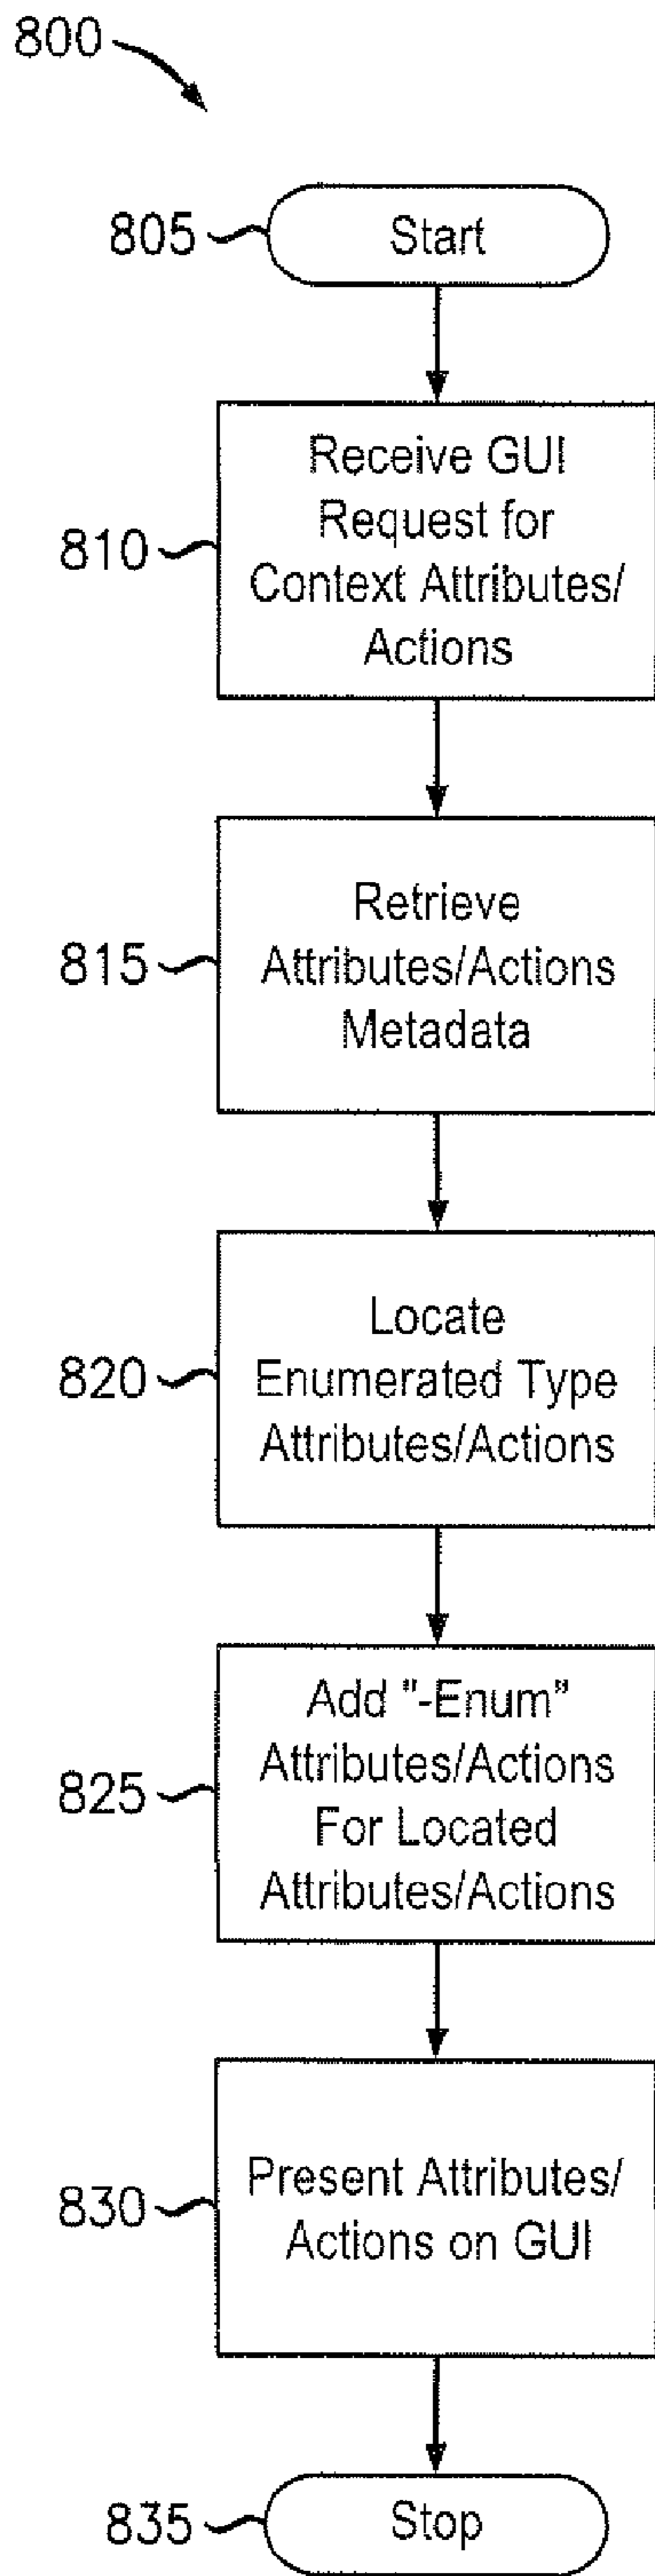 800
805
Start
810
Receive GUI
Request for
Context Attributes/
Actions
815
Retrieve
Attributes/Actions
Metadata
820
Locate
Enumerated Type
Attributes/Actions
825
Add "-Enum”
Attributes/Actions
For Located
Attributes/Actions
830
Present Attributes/
Actions on GUI
835
Stop